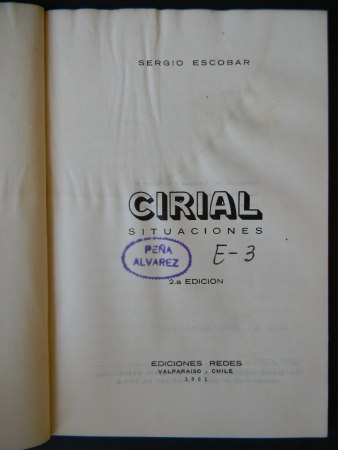 SERGIO ESCOBAR
CIRIAL
SITUACIONES
PEÑA
ALVAREZ
E-3
2.a EDICION
EDICIONES REDES
VALPARAISO : CHILE
1961